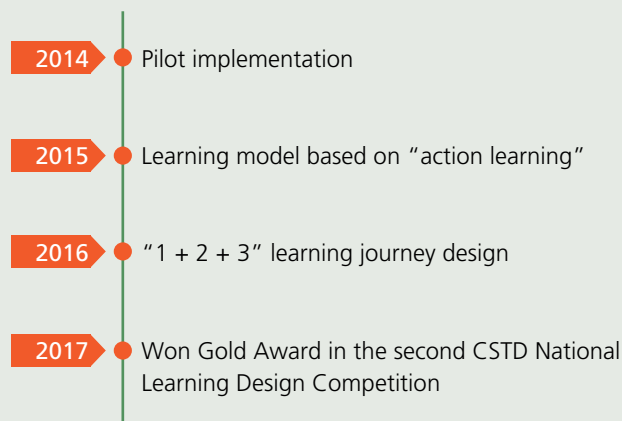 2014 Pilot implementation
2015 Learning model based on “action learning”
2016 “1 + 2 + 3” learning journey design
2017 Won Gold Award in the second CSTD National
Learning Design Competition